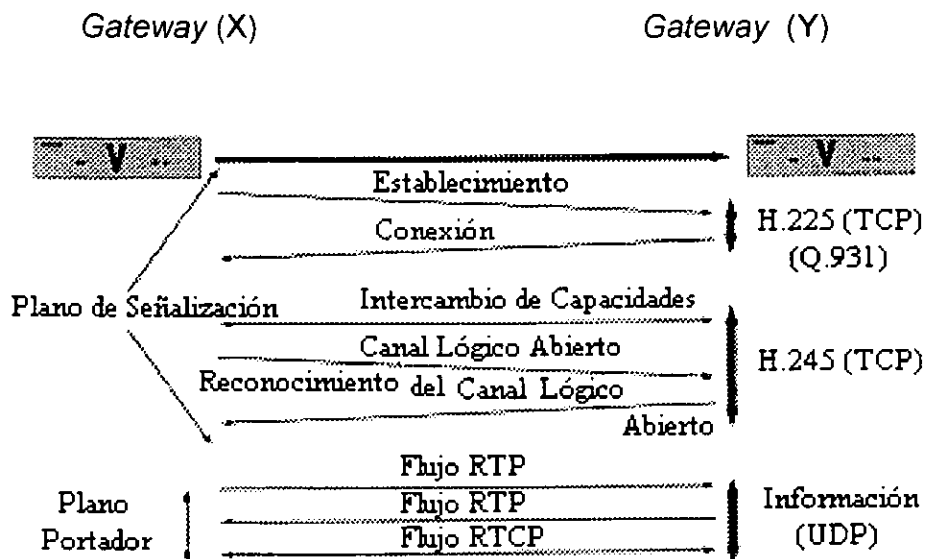 Gateway (X)
Gateway (Y)
V
V
Establecimiento
Conexión
H.225 (TCP)
(Q.931)
Plano de Señalización
Intercambio de Capacidades
Canal Lógico Abierto
Reconocimiento del Canal Lógico
Abierto
H.245 (TCP)
Flujo RTP
Flujo RTP
Flujo RTCP
Plano
Portador
Información
(UDP)